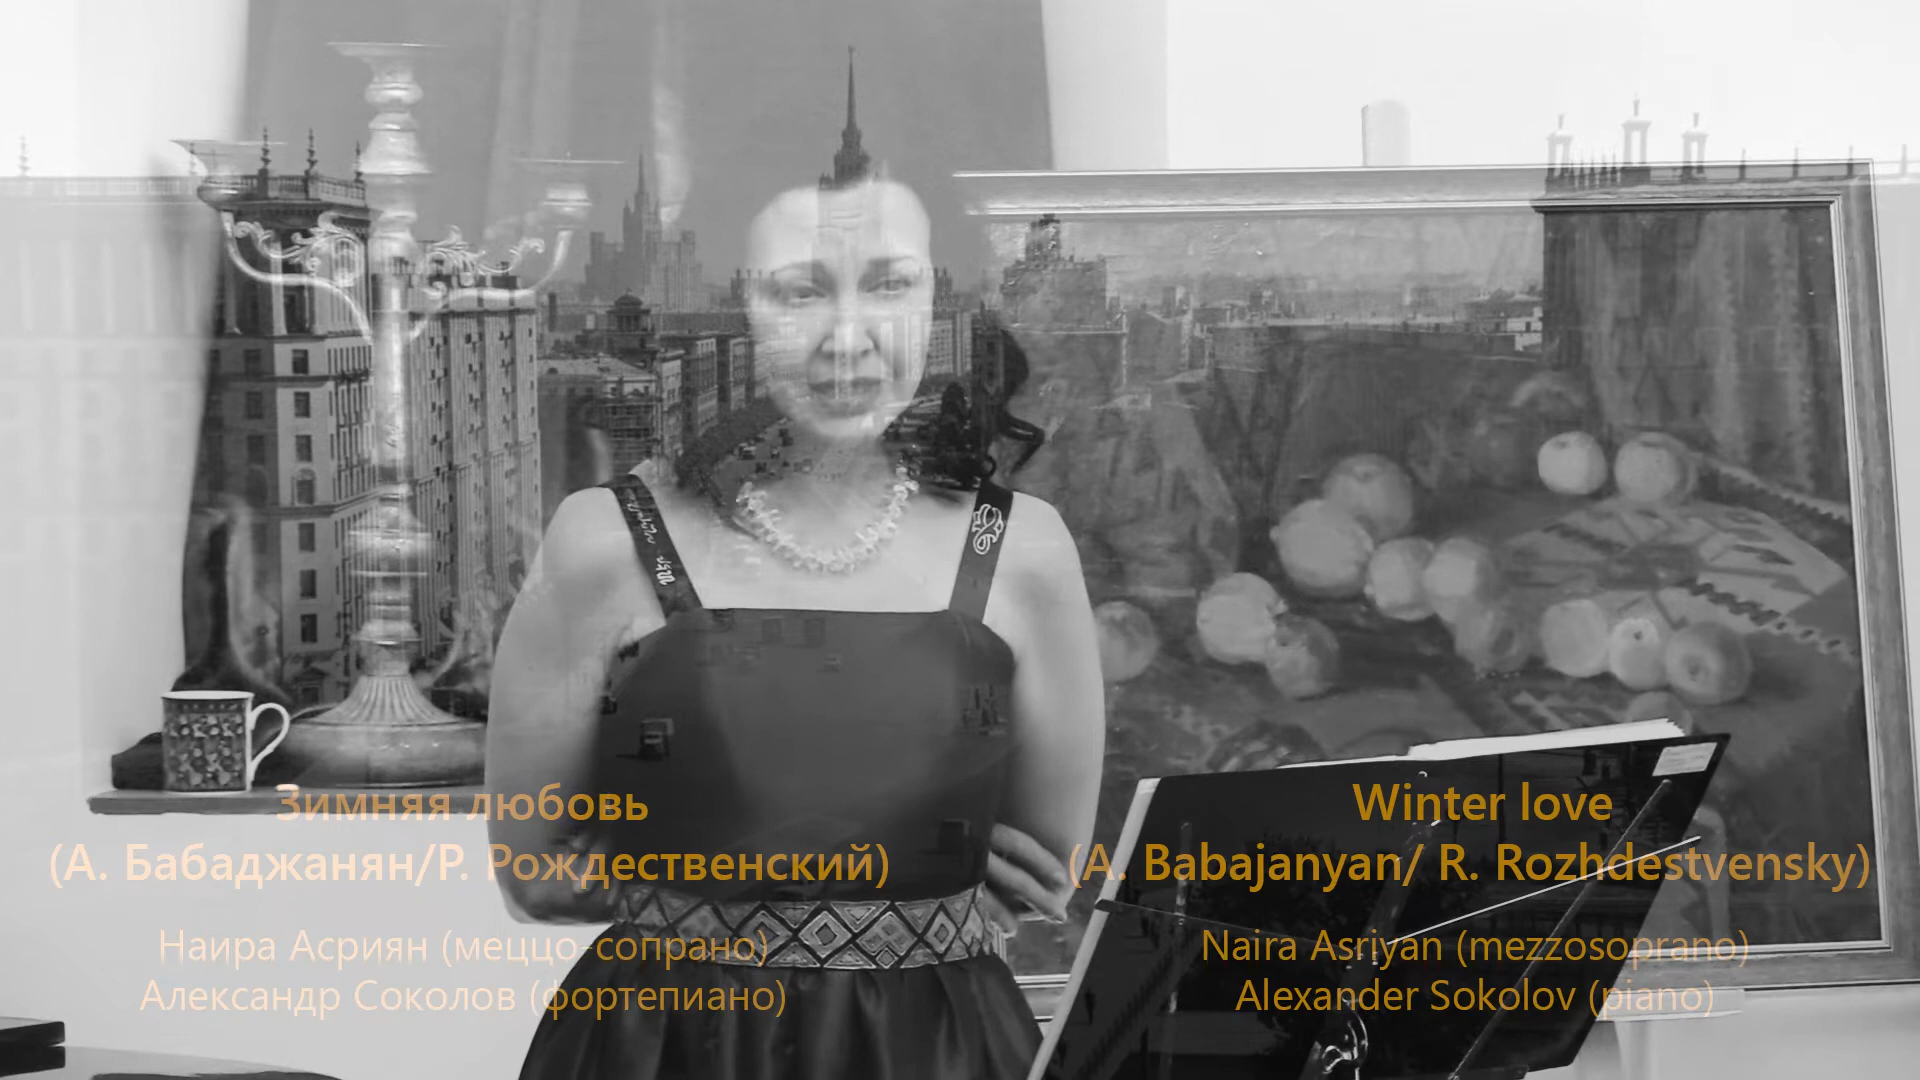 Зимняя любовь
(А. Бабаджанян/Р. Рождественский)
Наира Асриян (меццо-сопрано)
Александр Соколов (фортепиано)
Winter love
(A. Babajanyan/ R. Rozhdestvensky)
Naira Asriyan (mezzosoprano)
Alexander Sokolov (piano)